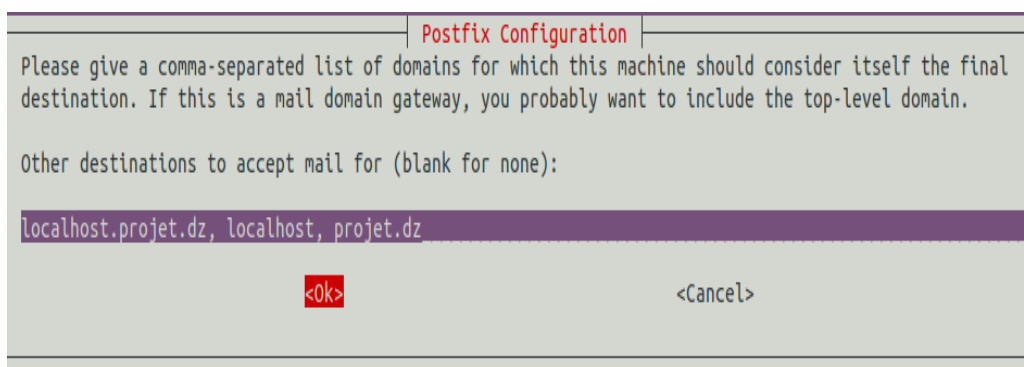 Postfix Configuration
Please give a comma-separated list of domains for which this machine should consider itself the final
destination. If this is a mail domain gateway, you probably want to include the top-level domain.
Other destinations to accept mail for (blank for none):
localhost.projet.dz, localhost, projet.dz
<Ok> <Cancel>